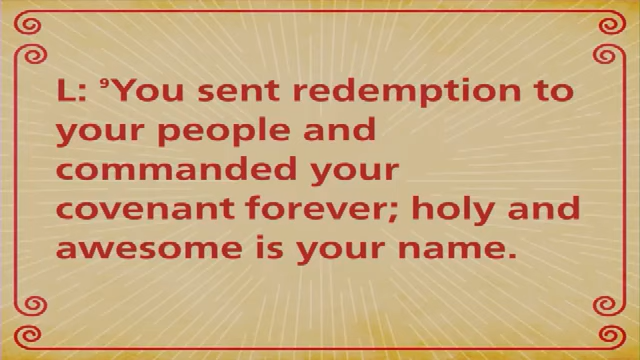 L: ⁹You sent redemption to
your people and
commanded your
covenant forever; holy and
awesome is your name.